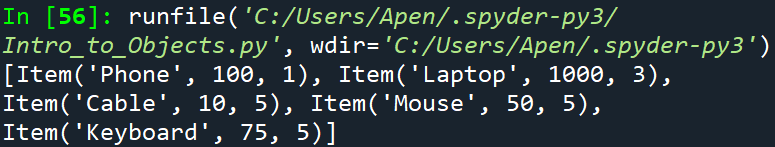 In [56]: runfile('C:/Users/Apen/.spyder-py3/
Intro_to_Objects.py', wdir='C:/Users/Apen/.spyder-py3')
[Item('Phone', 100, 1), Item('Laptop', 1000, 3),
Item('Cable', 10, 5), Item('Mouse', 50, 5),
Item('Keyboard', 75, 5)]